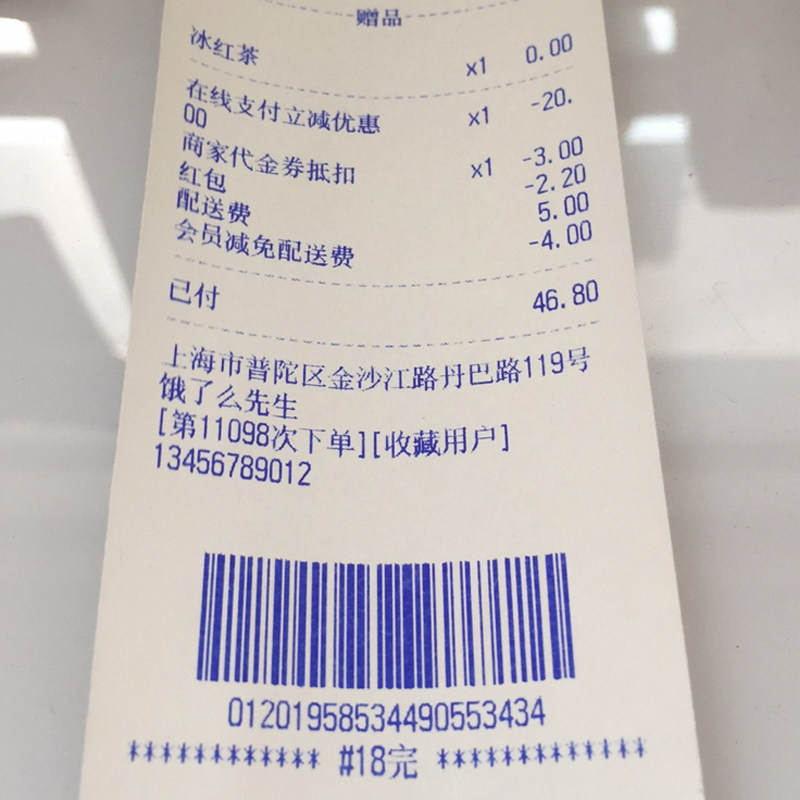 赠品
冰红茶 x1 0.00
在线支付立减优惠 x1 -20.
00
商家代金券抵扣 x1 -3.00
红包 -2.20
配送费 5.00
会员减免配送费 -4.00
已付 46.80
上海市普陀区金沙江路丹巴路119号
饿了么先生
[第11098次下单][收藏用户]
13456789012
01201958534490553434
************ #18完 *************